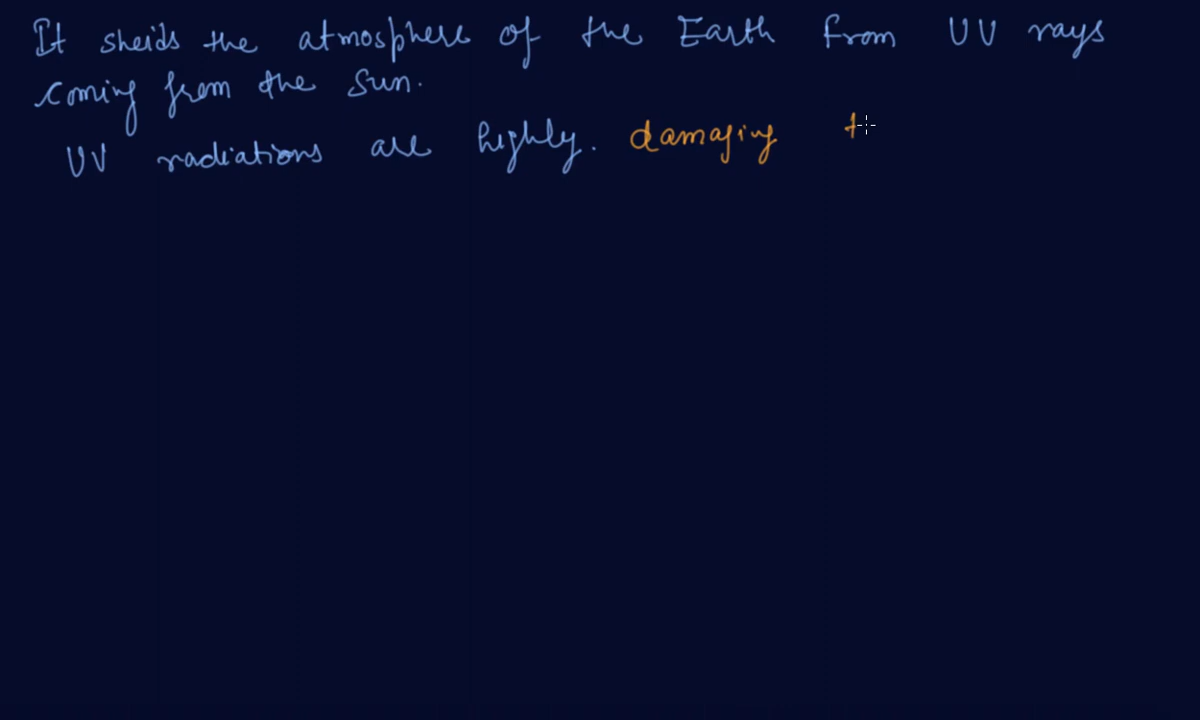 It sheids the atmosphere of the Earth from UV rays
coming from the Sun.
UV radiations are highly. damaging t